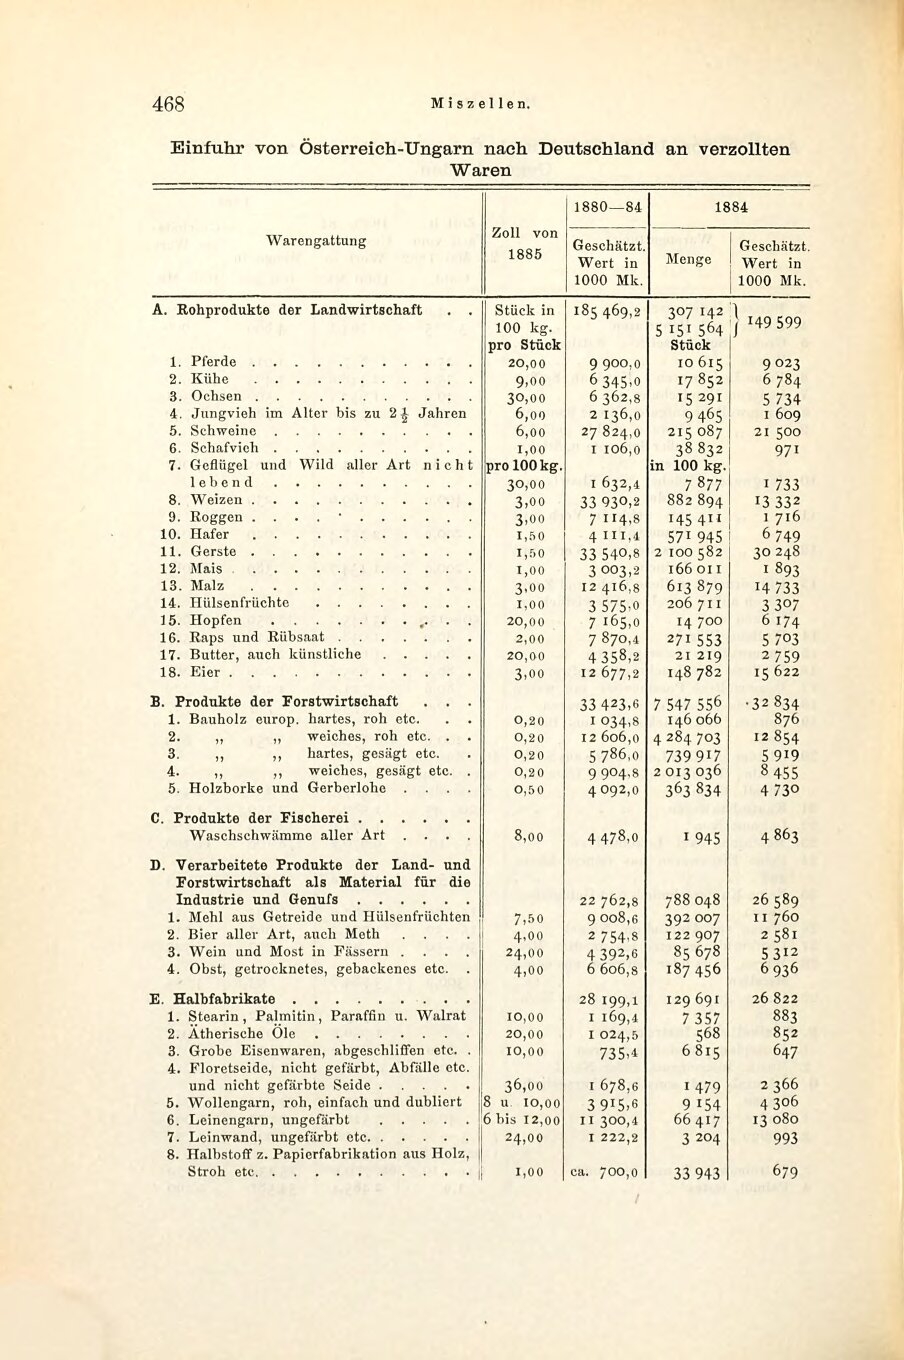 468
Miszellen.
Einfuhr von Österreich-Ungarn nach Deutschland an verzollten
Waren
Warengattung
Zoll von
1885
1880—84
Geschätzt.
Wert in
1000 Mk.
1884
Menge
Geschätzt.
Wert in
1000 Mk.
A. Rohprodukte der Landwirtschaft . . Stück in 185 469,2 307 142 } 149 599
100 kg. 5 151 564
pro Stück Stück
1. Pferde . . . . . . . . . . . 20,00 9 900,0 10 615 9 023
2. Kühe . . . . . . . . . . . 9,00 6 345,0 17 852 6 784
3. Ochsen . . . . . . . . . . . 30,00 6 362,8 15 291 5 734
4. Jungvieh im Alter bis zu 2½ Jahren 6,00 2 136,0 9 465 1 609
5. Schweine . . . . . . . . . . 6,00 27 824,0 215 087 21 500
6. Schafvieh . . . . . . . . . . 1,00 1 106,0 38 832 971
7. Geflügel und Wild aller Art nicht pro 100 kg. in 100 kg.
lebend . . . . . . . . . . 30,00 1 632,4 7 877 1 733
8. Weizen . . . . . . . . . . . 3,00 33 930,2 882 894 13 332
9. Roggen . . . . . . . . . . . 3,00 7 114,8 145 411 1 716
10. Hafer . . . . . . . . . . . 1,50 4 111,4 571 945 6 749
11. Gerste . . . . . . . . . . . 1,50 33 540,8 2 100 582 30 248
12. Mais . . . . . . . . . . . 1,00 3 003,2 166 011 1 893
13. Malz . . . . . . . . . . 3,00 12 416,8 613 879 14 733
14. Hülsenfrüchte . . . . . . . . 1,00 3 575,0 206 711 3 307
15. Hopfen . . . . . . . . . . 20,00 7 165,0 14 700 6 174
16. Raps und Rübsaat . . . . . . . 2,00 7 870,4 271 553 5 703
17. Butter, auch künstliche . . . . . 20,00 4 358,2 21 219 2 759
18. Eier . . . . . . . . . . . . 3,00 12 677,2 148 782 15 622
B. Produkte der Forstwirtschaft . . . 33 423,6 7 547 556 32 834
1. Bauholz europ. hartes, roh etc. . . 0,20 1 034,8 146 066 876
2. „ „ weiches, roh etc. . . 0,20 12 606,0 4 284 703 12 854
3. „ „ hartes, gesägt etc. . 0,20 5 786,0 739 917 5 919
4. „ „ weiches, gesägt etc. . 0,20 9 904,8 2 013 036 8 455
5. Holzborke und Gerberlohe . . . . 0,50 4 092,0 363 834 4 730
C. Produkte der Fischerei . . . . . .
Waschschwämme aller Art . . . . 8,00 4 478,0 1 945 4 863
D. Verarbeitete Produkte der Land- und
Forstwirtschaft als Material für die
Industrie und Genufs . . . . . . 22 762,8 788 048 26 589
1. Mehl aus Getreide und Hülsenfrüchten 7,50 9 008,6 392 007 11 760
2. Bier aller Art, auch Meth . . . . 4,00 2 754,8 122 907 2 581
3. Wein und Most in Fässern . . . . 24,00 4 392,6 85 678 5 312
4. Obst, getrocknetes, gebackenes etc. . 4,00 6 606,8 187 456 6 936
E. Halbfabrikate . . . . . . . . . 28 199,1 129 691 26 822
1. Stearin, Palmitin, Paraffin u. Walrat 10,00 1 169,4 7 357 883
2. Ätherische Öle . . . . . . . . 20,00 1 024,5 568 852
3. Grobe Eisenwaren, abgeschliffen etc. . 10,00 735,4 6 815 647
4. Floretseide, nicht gefärbt, Abfälle etc.
und nicht gefärbte Seide . . . . . 36,00 1 678,6 1 479 2 366
5. Wollengarn, roh, einfach und dubliert 8 u. 10,00 3 915,6 9 154 4 306
6. Leinengarn, ungefärbt . . . . . 6 bis 12,00 11 300,4 66 417 13 080
7. Leinwand, ungefärbt etc. . . . . . 24,00 1 222,2 3 204 993
8. Halbstoff z. Papierfabrikation aus Holz,
Stroh etc. . . . . . . . . . . 1,00 ca. 700,0 33 943 679